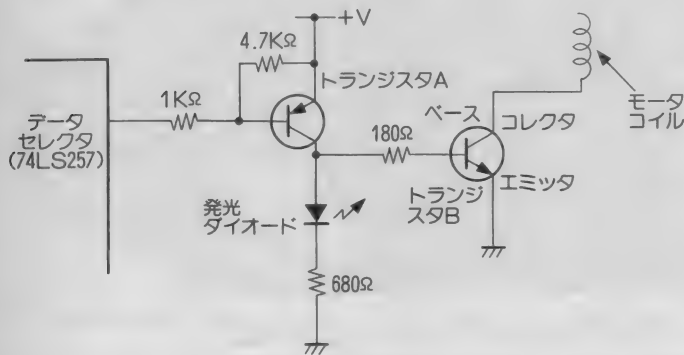 +V
4.7KΩ
トランジスタA
1KΩ
データ
セレクタ
(74LS257)
180Ω
ベース
コレクタ
モータ
コイル
トランジ
スタB
エミッタ
発光
ダイオード
680Ω